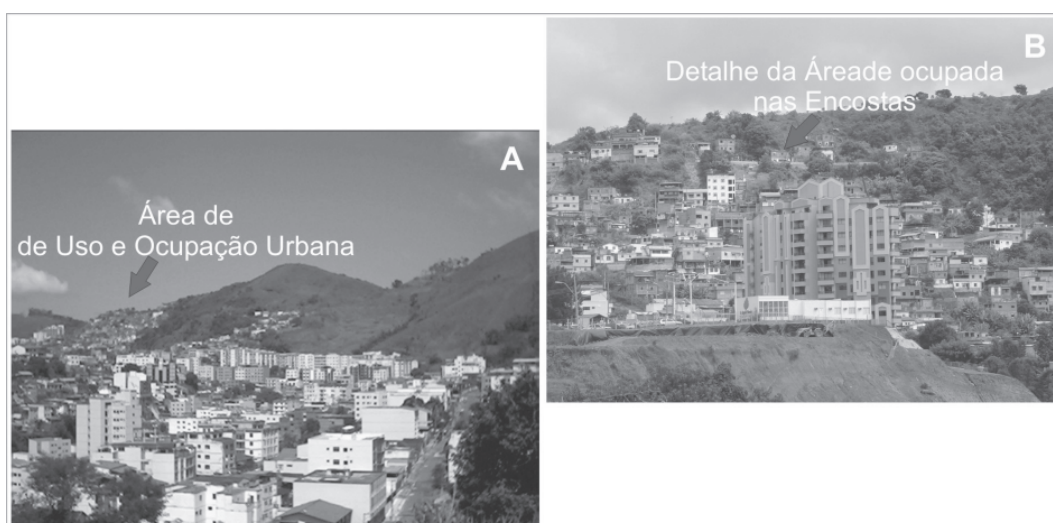 A
Área de
de Uso e Ocupação Urbana
B
Detalhe da Áreade ocupada
nas Encostas